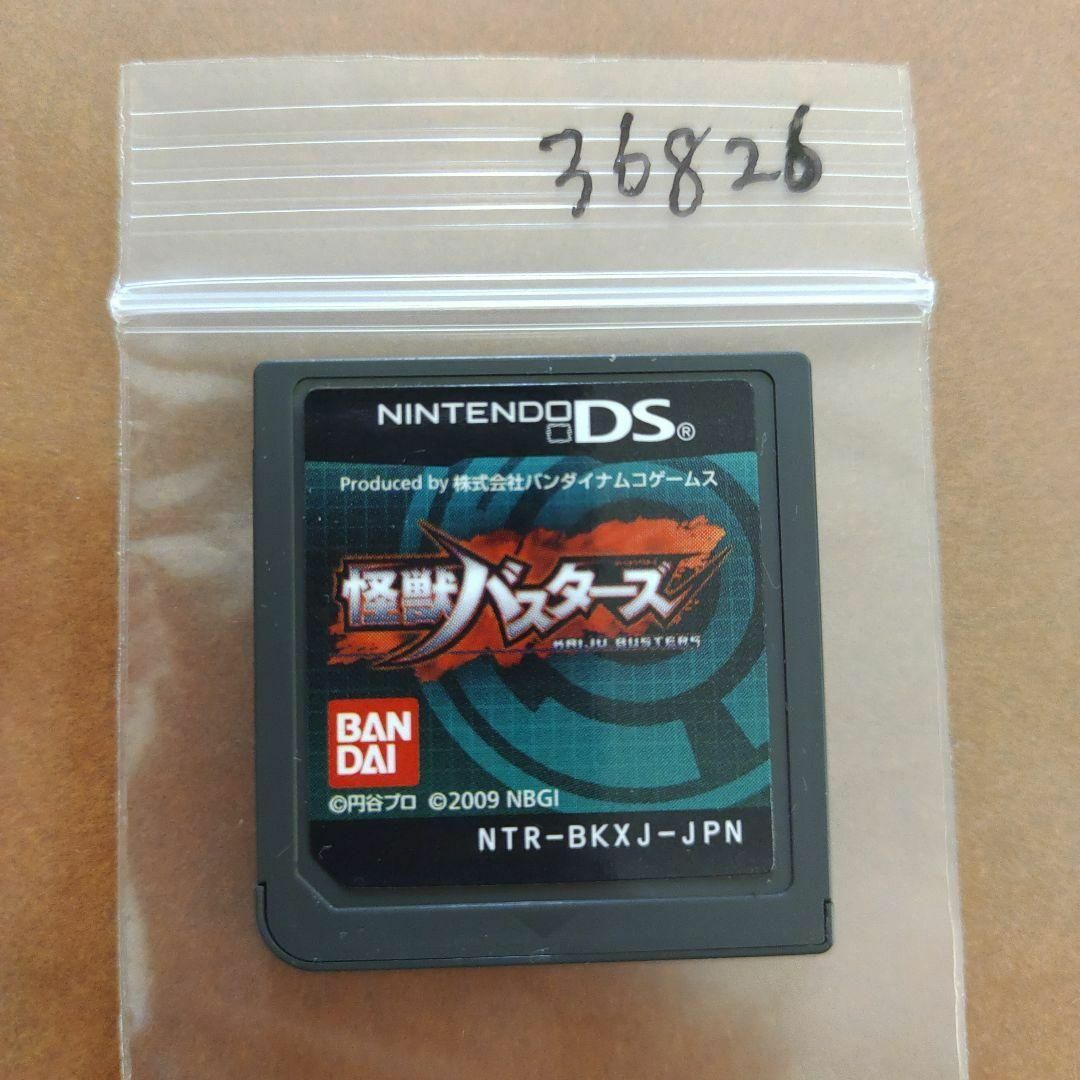 36826
NINTENDO DS®
Produced by 株式会社バンダイナムコゲームス
怪獣バスターズ
KAIJU BUSTERS
BAN
DAI
©円谷プロ ©2009 NBGI
NTR-BKXJ-JPN